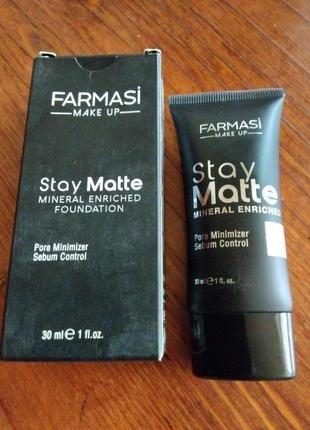 FARMASi
MAKE UP
Stay Matte
MINERAL ENRICHED
FOUNDATION
Pore Minimizer
Sebum Control
30 ml ℮ 1 fl.oz.
FARMASi
MAKE UP
Stay
Matte
MINERAL ENRICHED
Pore Minimizer
Sebum Control
30 ml ℮ 1 fl.oz.